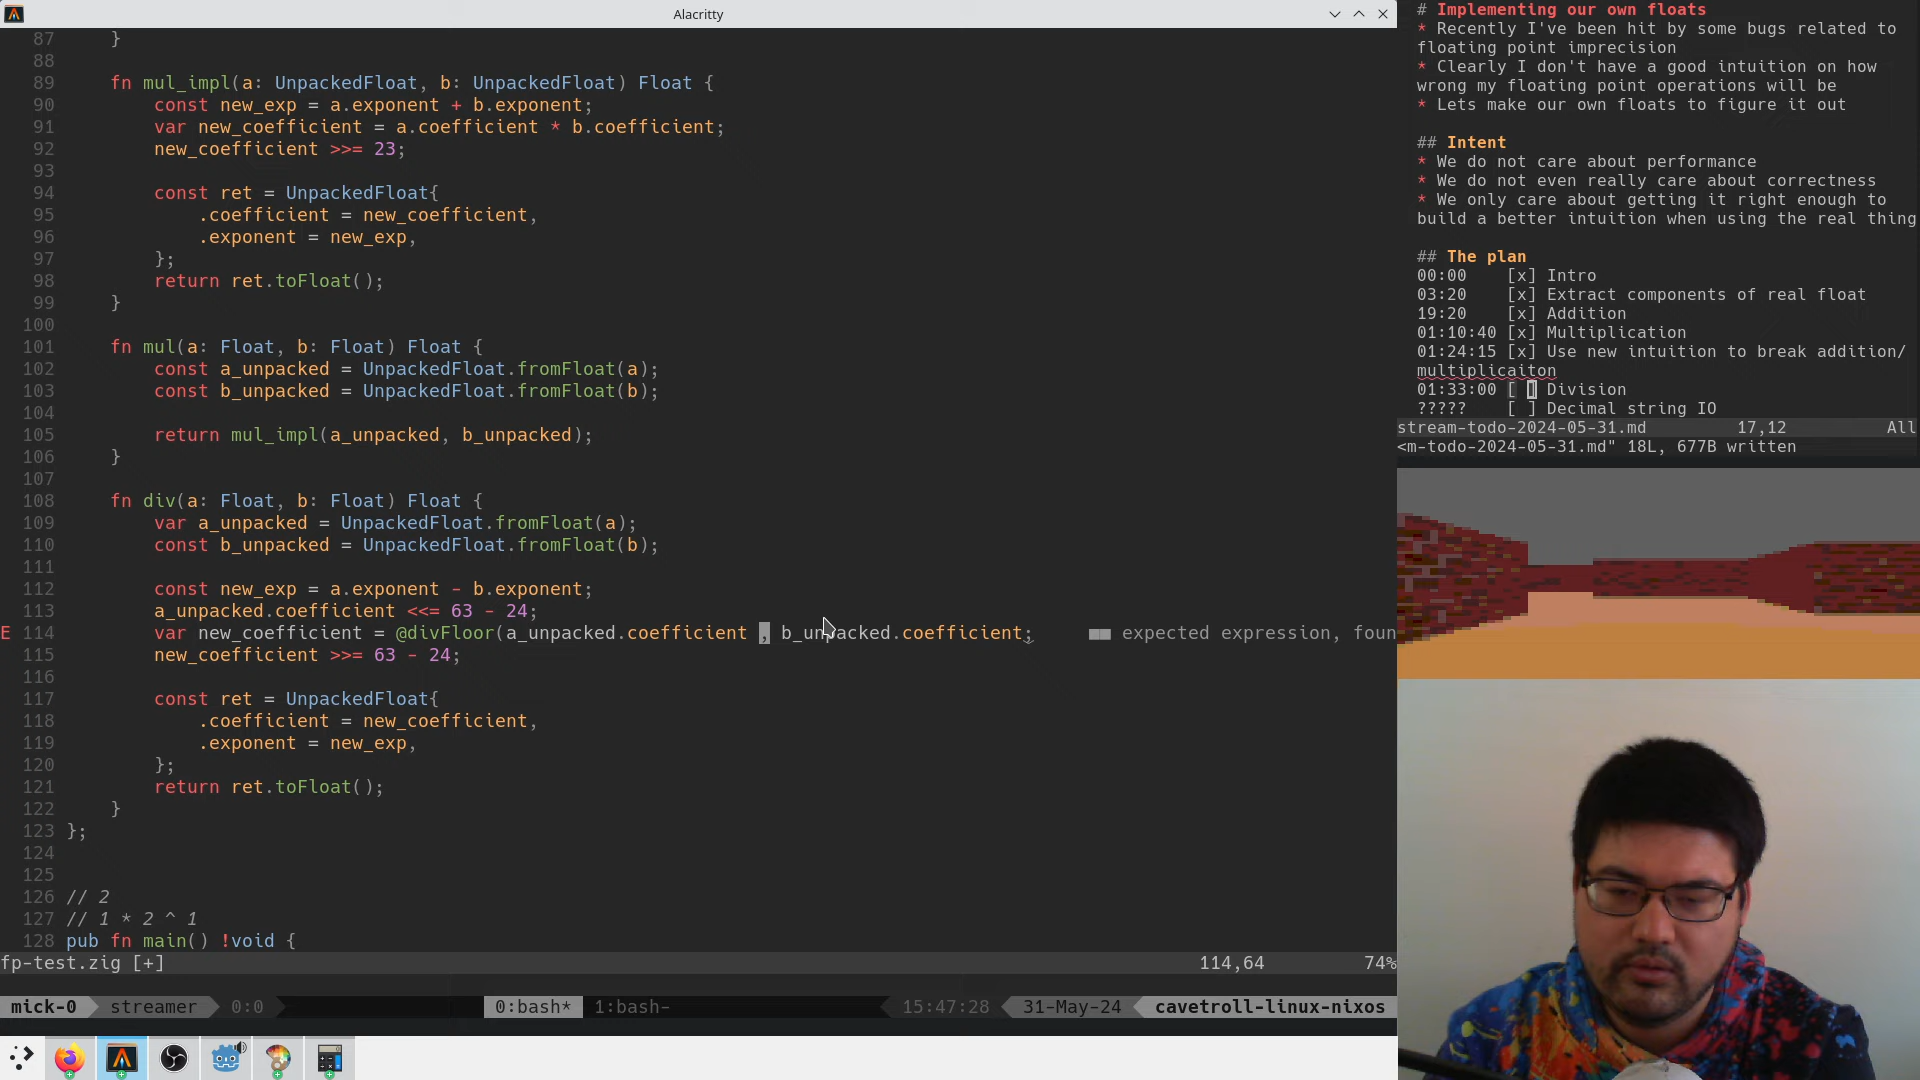 Alacritty
87     }
88
89     fn mul_impl(a: UnpackedFloat, b: UnpackedFloat) Float {
90         const new_exp = a.exponent + b.exponent;
91         var new_coefficient = a.coefficient * b.coefficient;
92         new_coefficient >>= 23;
93
94         const ret = UnpackedFloat{
95             .coefficient = new_coefficient,
96             .exponent = new_exp,
97         };
98         return ret.toFloat();
99     }
100
101     fn mul(a: Float, b: Float) Float {
102         const a_unpacked = UnpackedFloat.fromFloat(a);
103         const b_unpacked = UnpackedFloat.fromFloat(b);
104
105         return mul_impl(a_unpacked, b_unpacked);
106     }
107
108     fn div(a: Float, b: Float) Float {
109         var a_unpacked = UnpackedFloat.fromFloat(a);
110         const b_unpacked = UnpackedFloat.fromFloat(b);
111
112         const new_exp = a.exponent - b.exponent;
113         a_unpacked.coefficient <<= 63 - 24;
E 114         var new_coefficient = @divFloor(a_unpacked.coefficient , b_unpacked.coefficient;     ■■ expected expression, foun
115         new_coefficient >>= 63 - 24;
116
117         const ret = UnpackedFloat{
118             .coefficient = new_coefficient,
119             .exponent = new_exp,
120         };
121         return ret.toFloat();
122     }
123 };
124
125
126 // 2
127 // 1 * 2 ^ 1
128 pub fn main() !void {
fp-test.zig [+] 114,64 74%
mick-0 streamer 0:0 0:bash* 1:bash- 15:47:28 31-May-24 cavetroll-linux-nixos
# Implementing our own floats
* Recently I've been hit by some bugs related to
floating point imprecision
* Clearly I don't have a good intuition on how
wrong my floating point operations will be
* Lets make our own floats to figure it out
## Intent
* We do not care about performance
* We do not even really care about correctness
* We only care about getting it right enough to
build a better intuition when using the real thing
## The plan
00:00    [x] Intro
03:20    [x] Extract components of real float
19:20    [x] Addition
01:10:40 [x] Multiplication
01:24:15 [x] Use new intuition to break addition/
multiplicaiton
01:33:00 [ ] Division
?????    [ ] Decimal string IO
stream-todo-2024-05-31.md 17,12 All
<m-todo-2024-05-31.md" 18L, 677B written